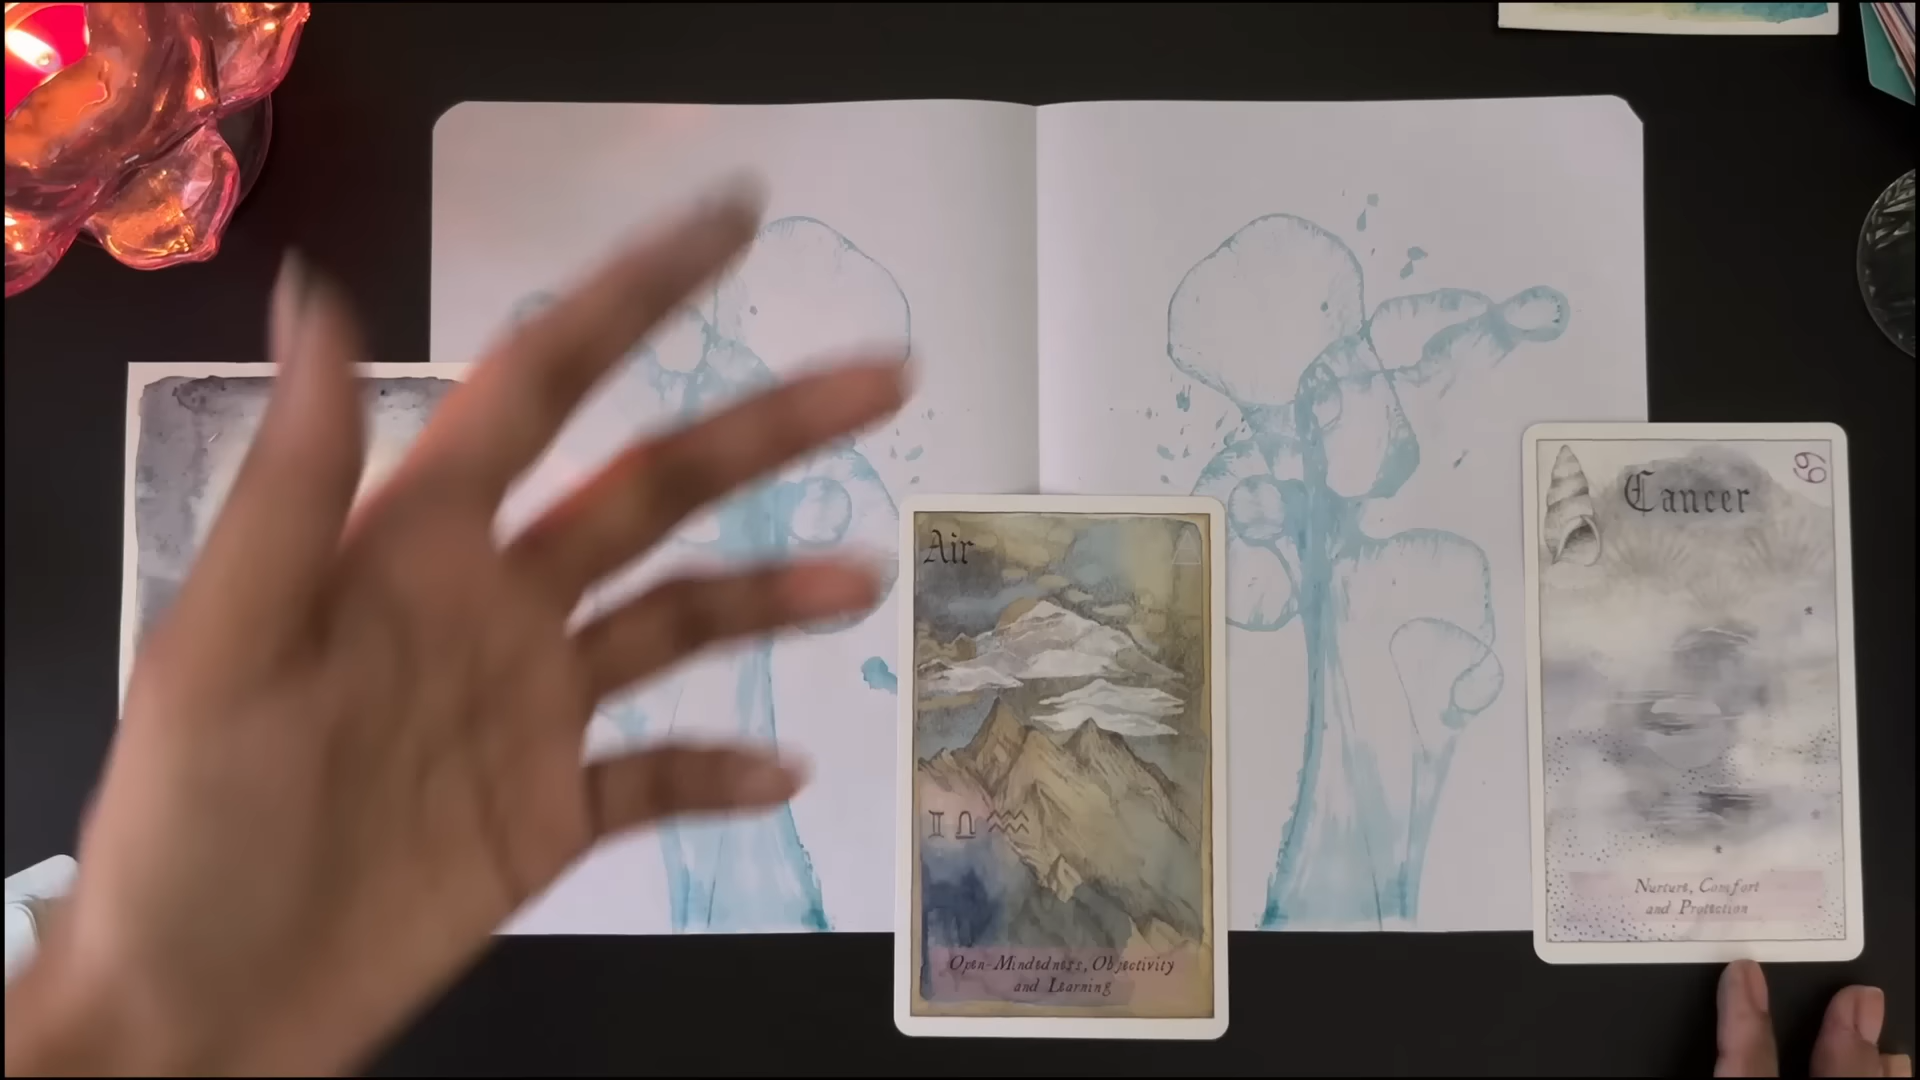 Air
♊ ♎ ♒
Open-Mindedness, Objectivity
and Learning
Cancer
♋
Nurture, Comfort
and Protection